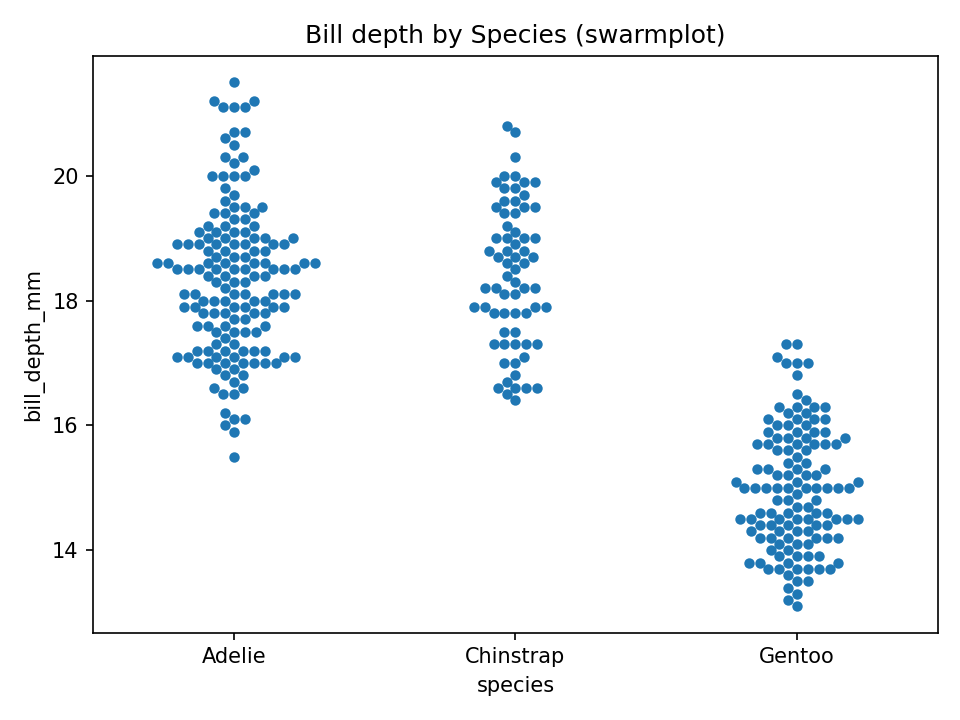 Bill depth by Species (swarmplot)
bill_depth_mm
20
18
16
14
Adelie
Chinstrap
Gentoo
species